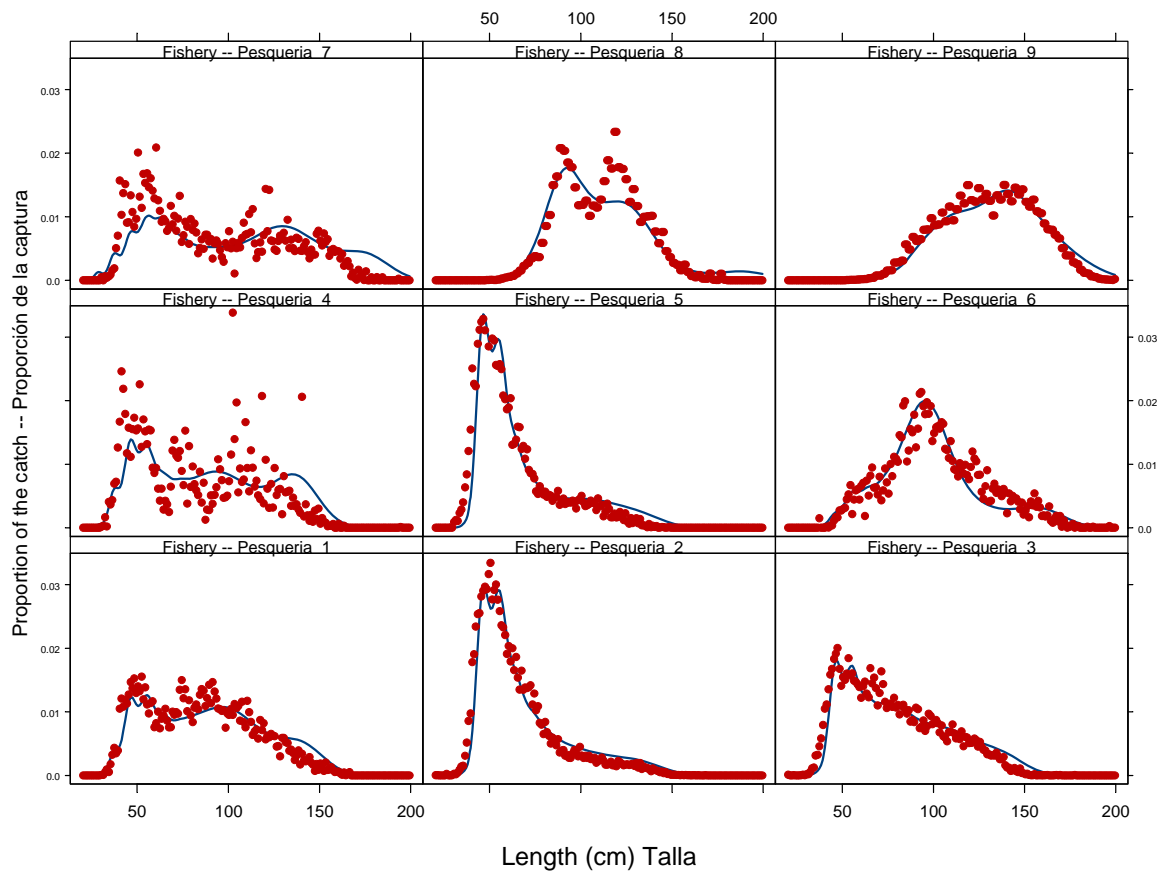 50 100 150 200
Fishery -- Pesqueria 7
Fishery -- Pesqueria 8
Fishery -- Pesqueria 9
0.03
0.02
0.01
0.0
Fishery -- Pesqueria 4
Fishery -- Pesqueria 5
Fishery -- Pesqueria 6
0.03
0.02
0.01
0.0
Fishery -- Pesqueria 1
Fishery -- Pesqueria 2
Fishery -- Pesqueria 3
0.03
0.02
0.01
0.0
50 100 150 200
50 100 150 200
Proportion of the catch -- Proporción de la captura
Length (cm) Talla